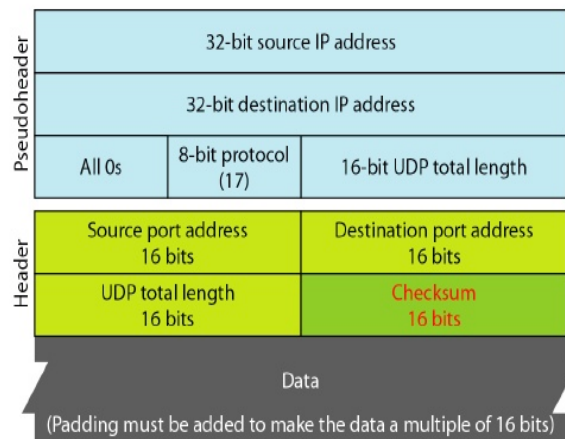 Pseudoheader
32-bit source IP address
32-bit destination IP address
All 0s
8-bit protocol
(17)
16-bit UDP total length
Header
Source port address
16 bits
Destination port address
16 bits
UDP total length
16 bits
Checksum
16 bits
Data
(Padding must be added to make the data a multiple of 16 bits)